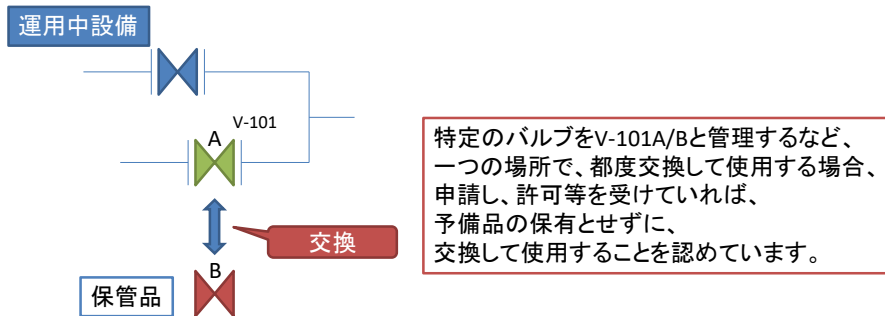 運用中設備
V-101
A
特定のバルブをV-101A/Bと管理するなど、
一つの場所で、都度交換して使用する場合、
申請し、許可等を受けていれば、
予備品の保有とせずに、
交換して使用することを認めています。
交換
B
保管品